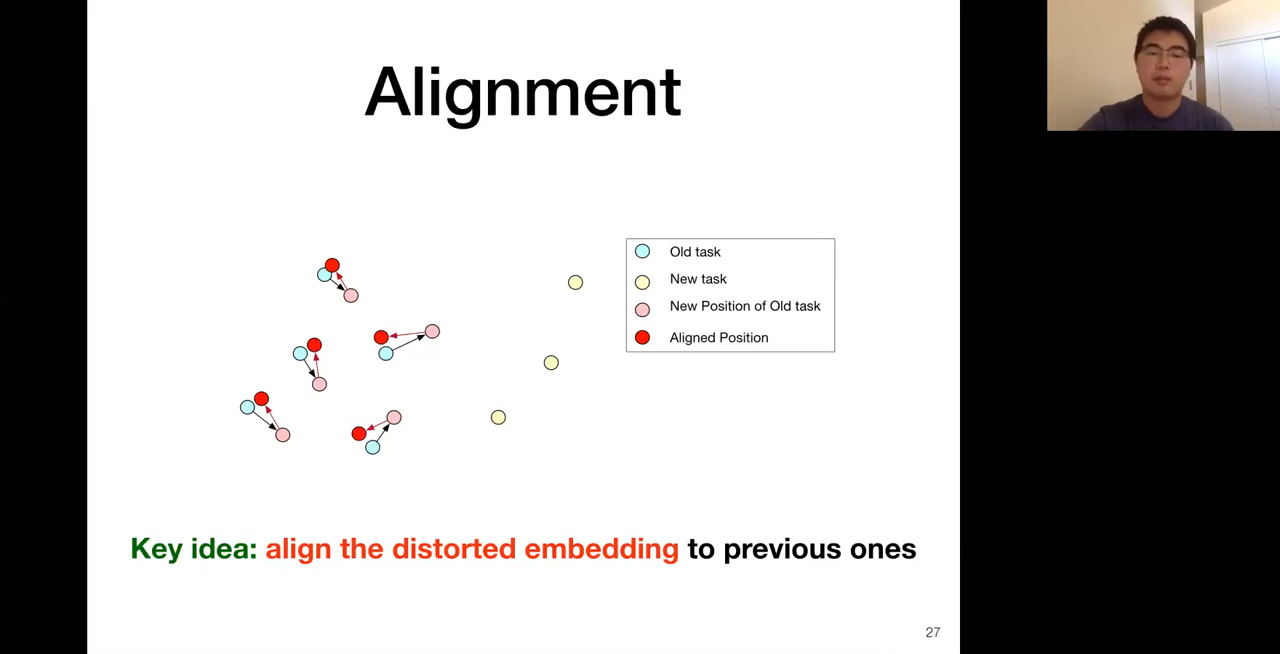 Alignment
Old task
New task
New Position of Old task
Aligned Position
Key idea: align the distorted embedding to previous ones
27